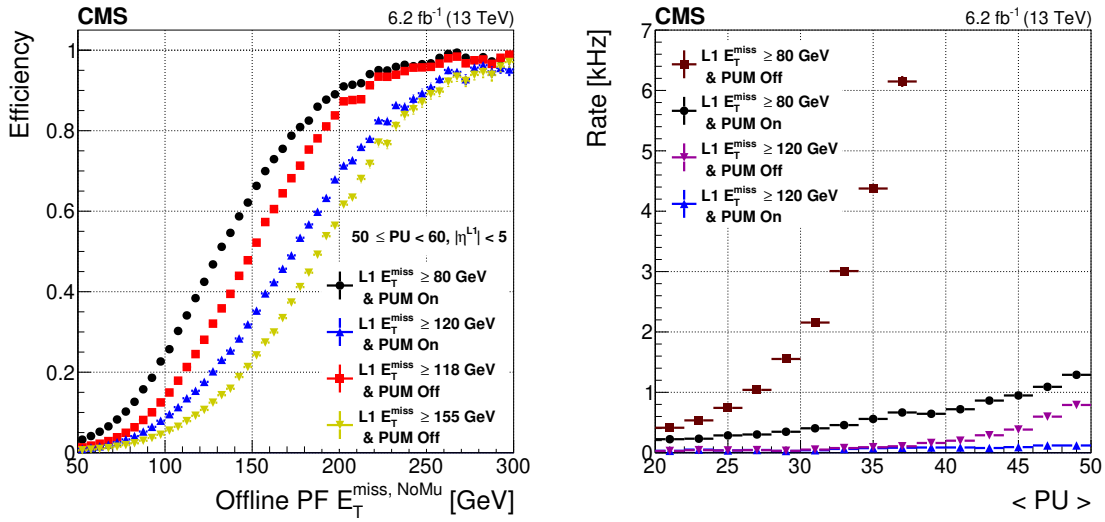 CMS
6.2 fb⁻¹ (13 TeV)
Efficiency
1
0.8
0.6
0.4
0.2
0
50 ≤ PU < 60, |η^L1| < 5
L1 E_T^miss ≥ 80 GeV
& PUM On
L1 E_T^miss ≥ 120 GeV
& PUM On
L1 E_T^miss ≥ 118 GeV
& PUM Off
L1 E_T^miss ≥ 155 GeV
& PUM Off
50 100 150 200 250 300
Offline PF E_T^miss, NoMu [GeV]
CMS
6.2 fb⁻¹ (13 TeV)
Rate [kHz]
7
6
5
4
3
2
1
0
L1 E_T^miss ≥ 80 GeV
& PUM Off
L1 E_T^miss ≥ 80 GeV
& PUM On
L1 E_T^miss ≥ 120 GeV
& PUM Off
L1 E_T^miss ≥ 120 GeV
& PUM On
20 25 30 35 40 45 50
< PU >